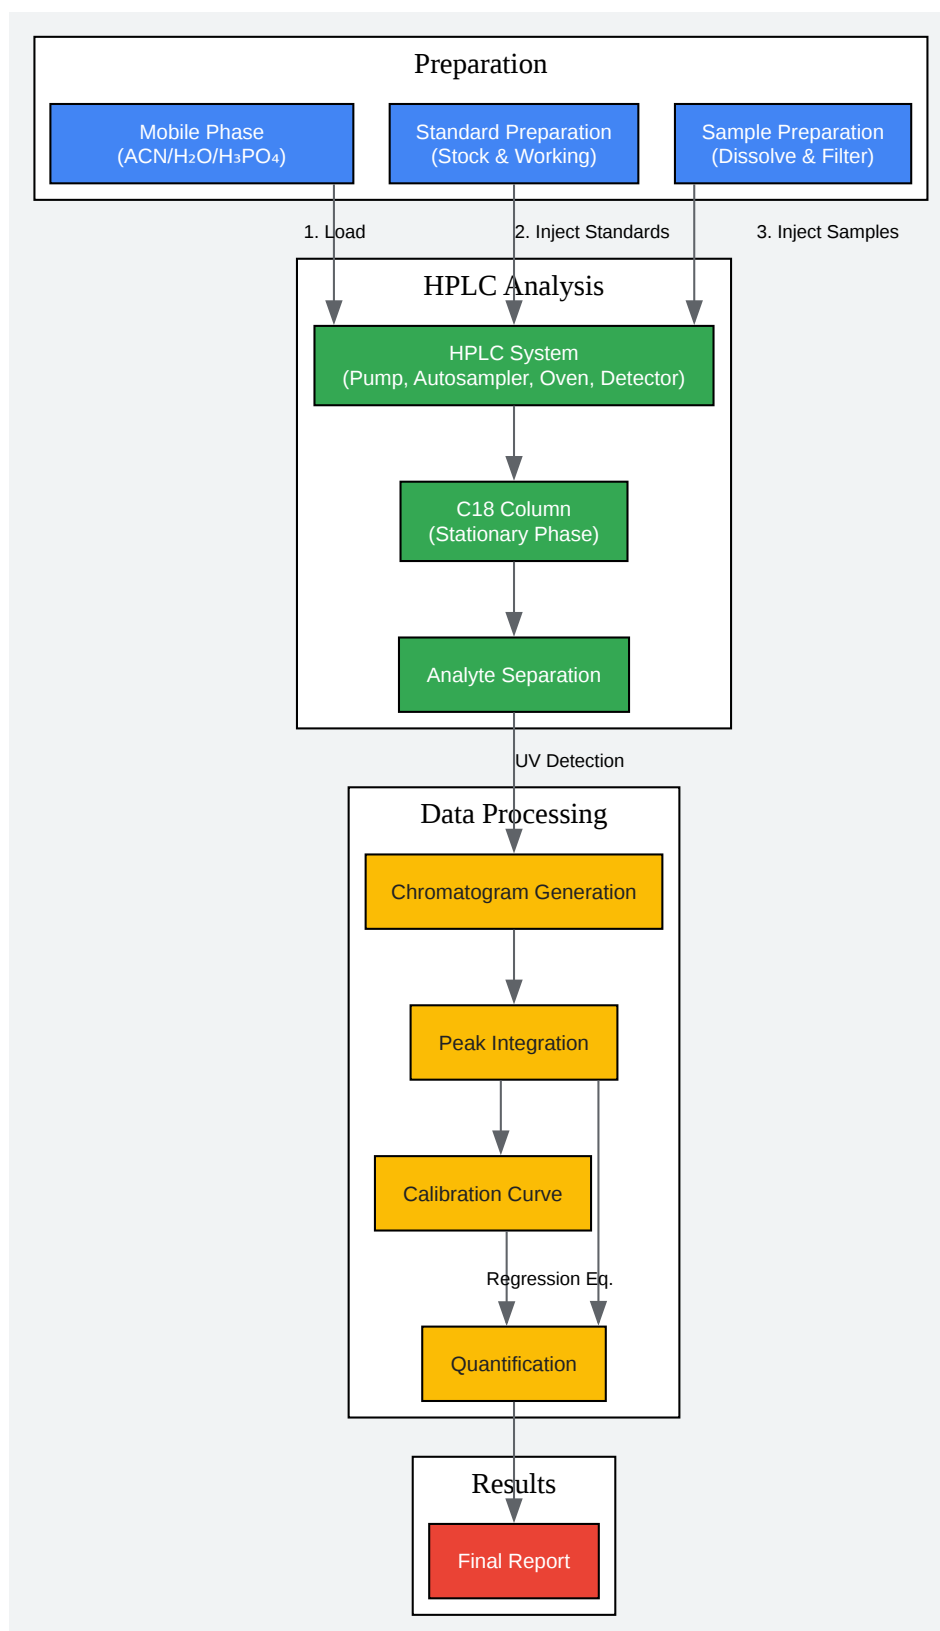 Preparation
Mobile Phase
(ACN/H₂O/H₃PO₄)
Standard Preparation
(Stock & Working)
Sample Preparation
(Dissolve & Filter)
1. Load
2. Inject Standards
3. Inject Samples
HPLC Analysis
HPLC System
(Pump, Autosampler, Oven, Detector)
C18 Column
(Stationary Phase)
Analyte Separation
UV Detection
Data Processing
Chromatogram Generation
Peak Integration
Calibration Curve
Regression Eq.
Quantification
Results
Final Report